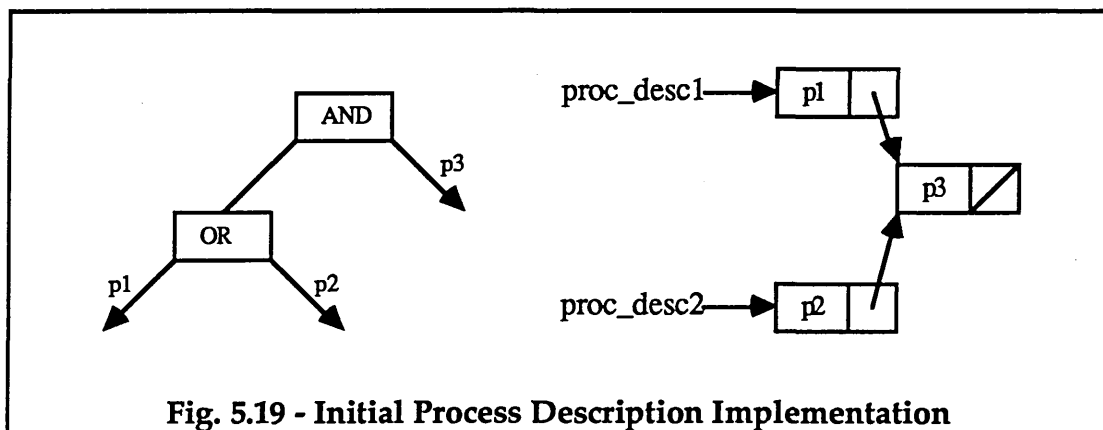 AND
p3
OR
p1
p2
proc_desc1
p1
p3
proc_desc2
p2
Fig. 5.19 - Initial Process Description Implementation